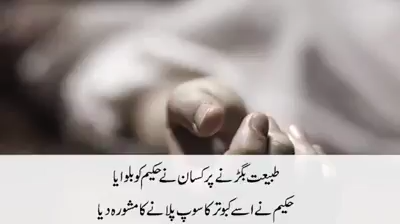 طبیعت بگڑنے پر کسان نے حکیم کو بلوایا
حکیم نے اسے کبوتر کا سوپ پلانے کا مشورہ دیا